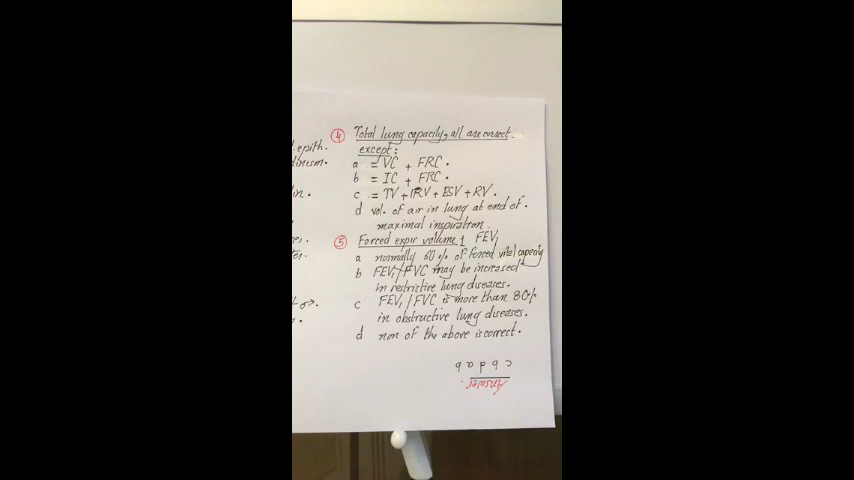 epith.
dinism.
in.
④ Total lung capacity, all are correct
except:
a = VC + FRC.
b = IC + FRC.
c = TV + IRV + ESV + RV.
d vol. of air in lung at end of.
maximal inspiration.
⑤ Forced expir volume 1 FEV₁
a normally 60% of forced vital capacity
b FEV₁/FVC may be increased
in restrictive lung diseases.
c FEV₁/FVC is more than 80%
in obstructive lung diseases.
d non of the above is correct.
Answer.
c b d a b